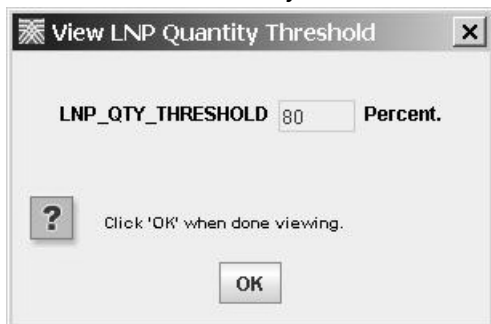 View LNP Quantity Threshold
LNP_QTY_THRESHOLD 80 Percent.
? Click 'OK' when done viewing.
OK